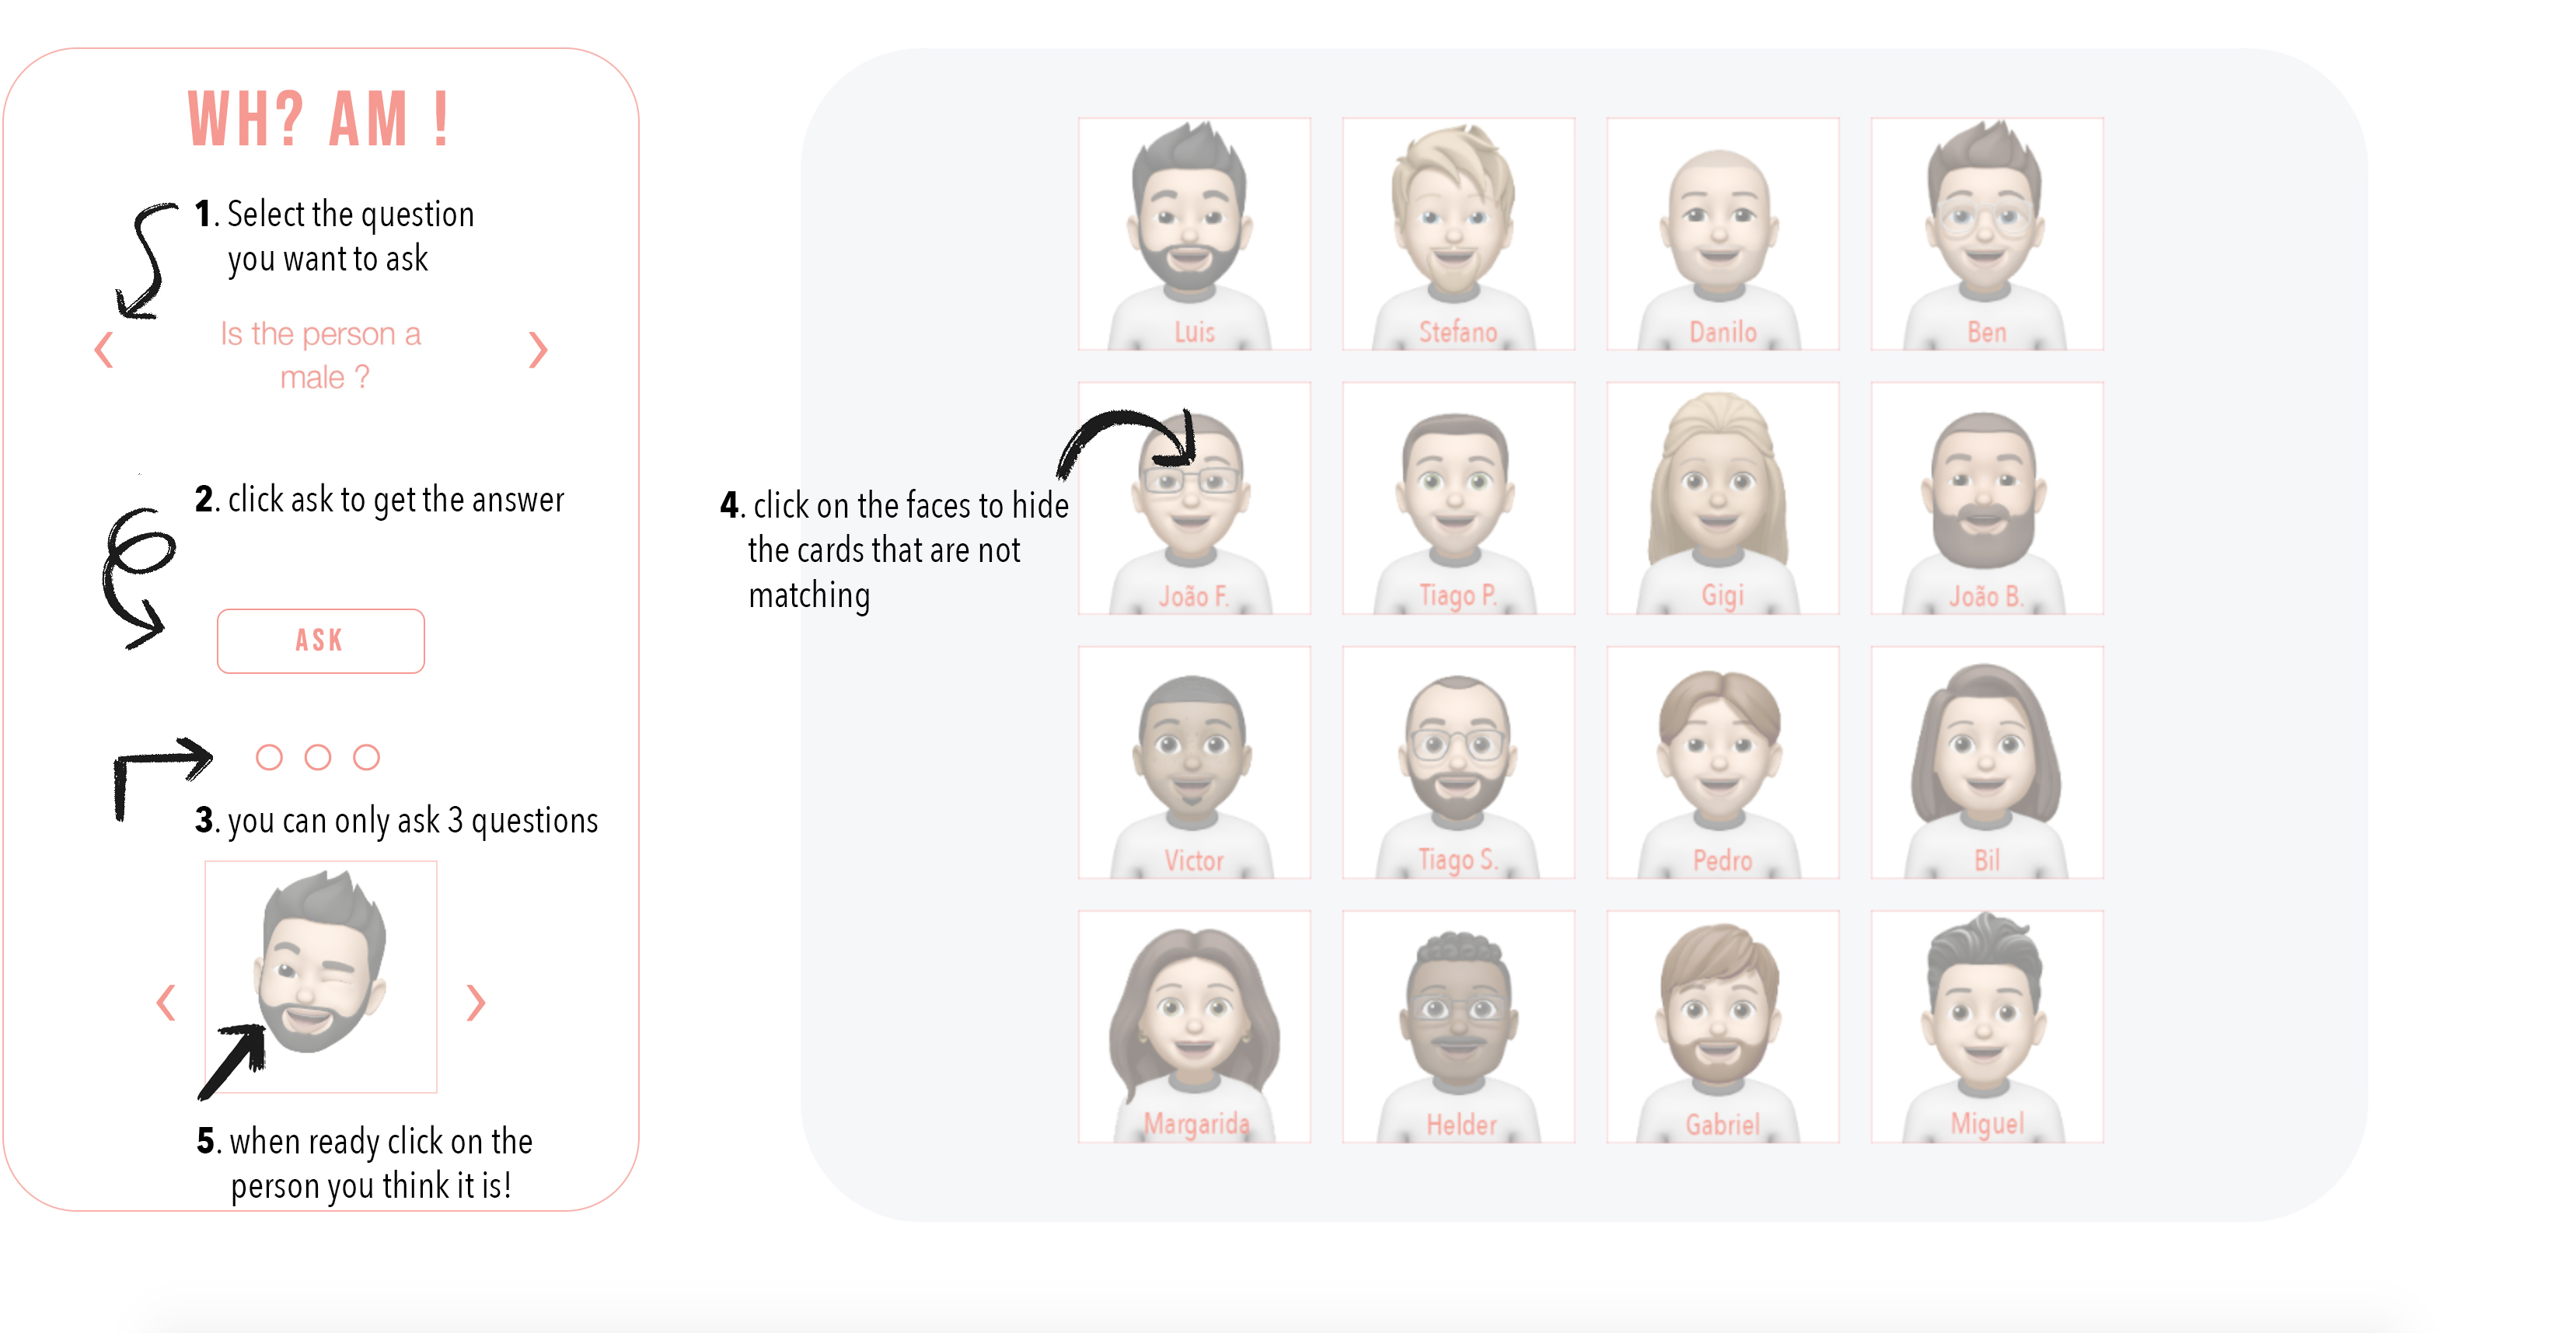 WH? AM !
1. Select the question
you want to ask
‹
Is the person a
male ?
›
2. click ask to get the answer
ASK
3. you can only ask 3 questions
‹
›
5. when ready click on the
person you think it is!
4. click on the faces to hide
the cards that are not
matching
Luis
Stefano
Danilo
Ben
João F.
Tiago P.
Gigi
João B.
Victor
Tiago S.
Pedro
Bil
Margarida
Helder
Gabriel
Miguel